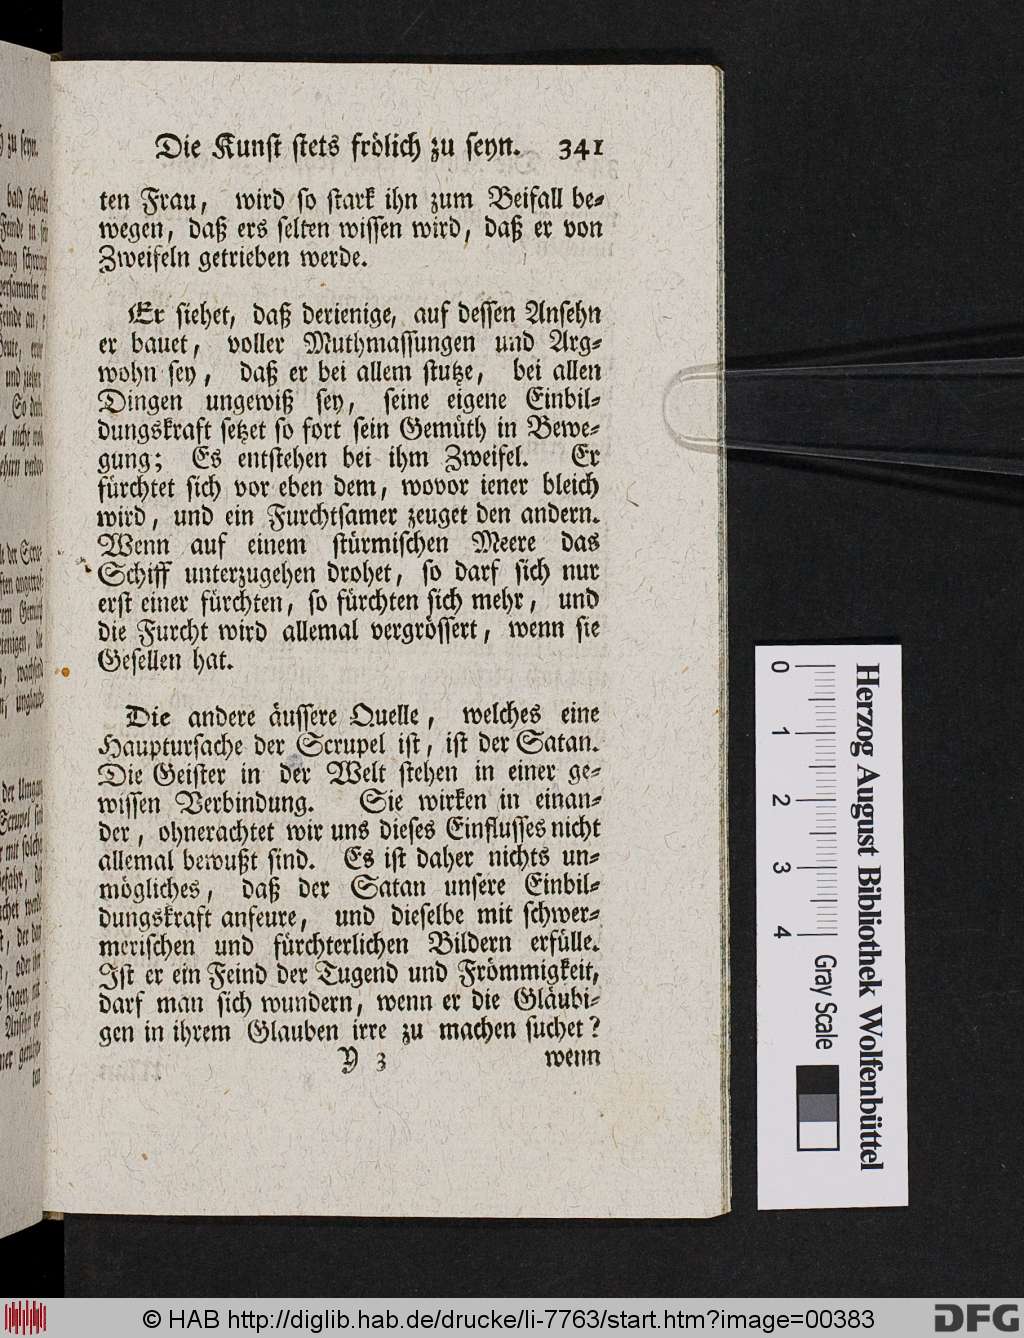 Die Kunst stets frölich zu seyn. 341
ten Frau, wird so stark ihn zum Beifall be-
wegen, daß ers selten wissen wird, daß er von
Zweifeln getrieben werde.
Er siehet, daß derienige, auf dessen Ansehn
er bauet, voller Muthmassungen und Arg-
wohn sey, daß er bei allem stutze, bei allen
Dingen ungewiß sey, seine eigene Einbil-
dungskraft setzet so fort sein Gemüth in Bewe-
gung; Es entstehen bei ihm Zweifel. Er
fürchtet sich vor eben dem, wovor iener bleich
wird, und ein Furchtsamer zeuget den andern.
Wenn auf einem stürmischen Meere das
Schiff unterzugehen drohet, so darf sich nur
erst einer fürchten, so fürchten sich mehr, und
die Furcht wird allemal vergrössert, wenn sie
Gesellen hat.
Die andere äussere Quelle, welches eine
Hauptursache der Scrupel ist, ist der Satan.
Die Geister in der Welt stehen in einer ge-
wissen Verbindung. Sie wirken in einan-
der, ohnerachtet wir uns dieses Einflusses nicht
allemal bewußt sind. Es ist daher nichts un-
mögliches, daß der Satan unsere Einbil-
dungskraft anfeure, und dieselbe mit schwer-
merischen und fürchterlichen Bildern erfülle.
Ist er ein Feind der Tugend und Frömmigkeit,
darf man sich wundern, wenn er die Gläubi-
gen in ihrem Glauben irre zu machen suchet?
Y 3 wenn
0 1 2 3 4 Gray Scale
Herzog August Bibliothek Wolfenbüttel
© HAB http://diglib.hab.de/drucke/li-7763/start.htm?image=00383
DFG